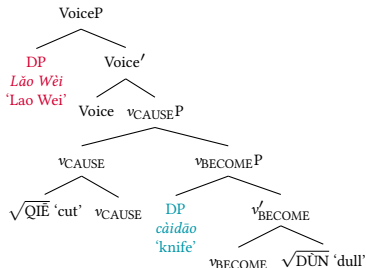 VoiceP
DP Voice′
Lǎo Wèi
‘Lao Wei’
Voice vCAUSEP
vCAUSE vBECOMEP
√QIĒ ‘cut’ vCAUSE DP v′BECOME
càidāo
‘knife’
vBECOME √DÙN ‘dull’